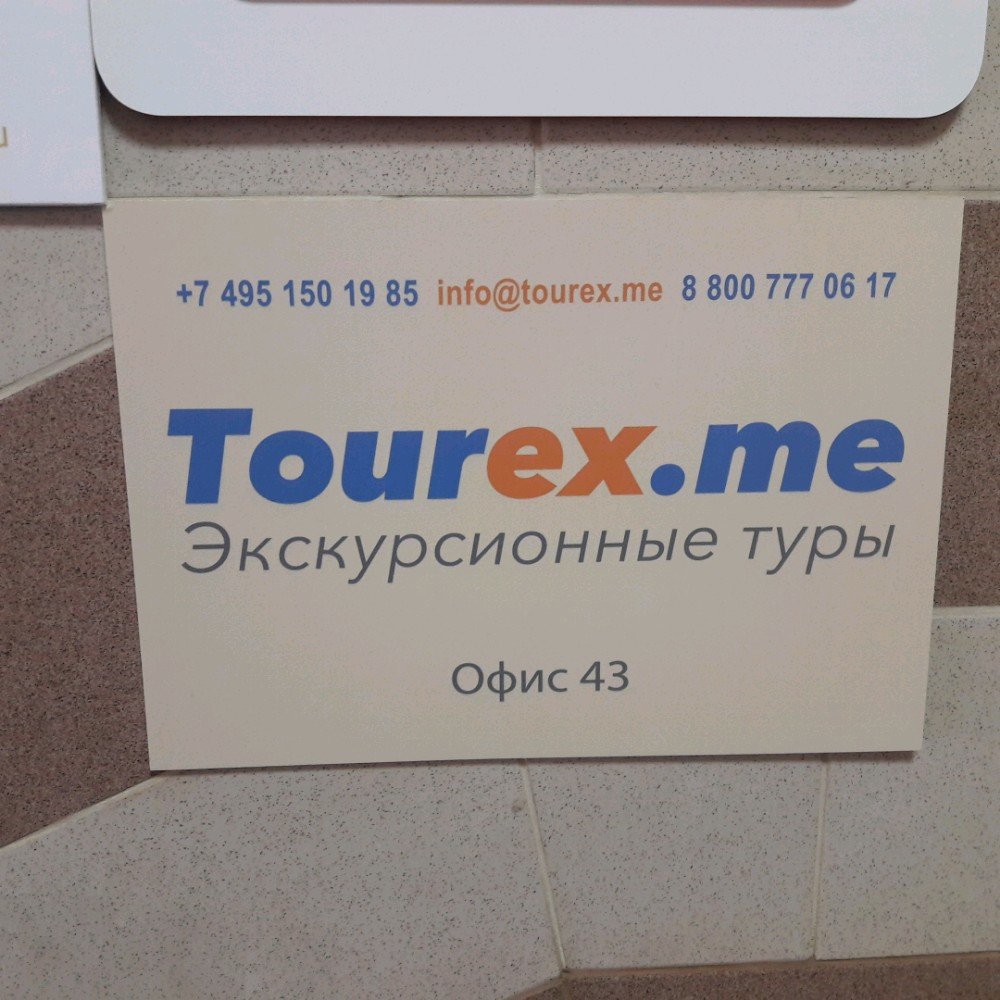 +7 495 150 19 85 info@tourex.me 8 800 777 06 17
Tourex.me
Экскурсионные туры
Офис 43